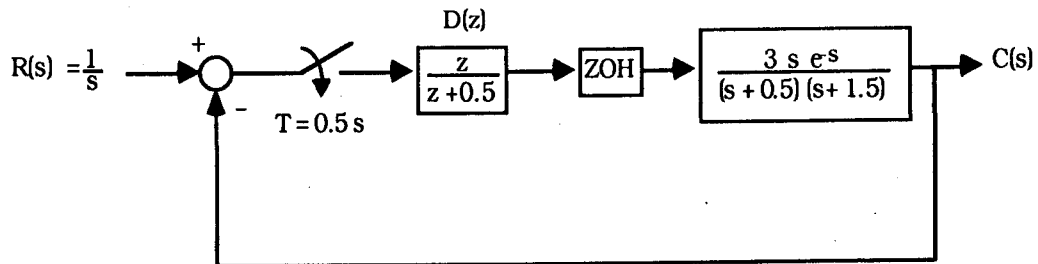 D(z)
R(s) = 1/s
+
-
T = 0.5 s
z
z + 0.5
ZOH
3 s e^-s
(s + 0.5) (s + 1.5)
C(s)